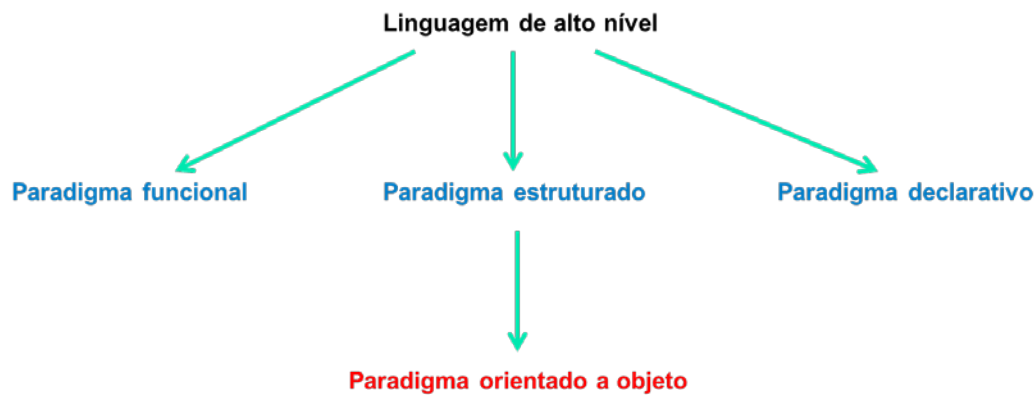 Linguagem de alto nível
Paradigma funcional
Paradigma estruturado
Paradigma declarativo
Paradigma orientado a objeto